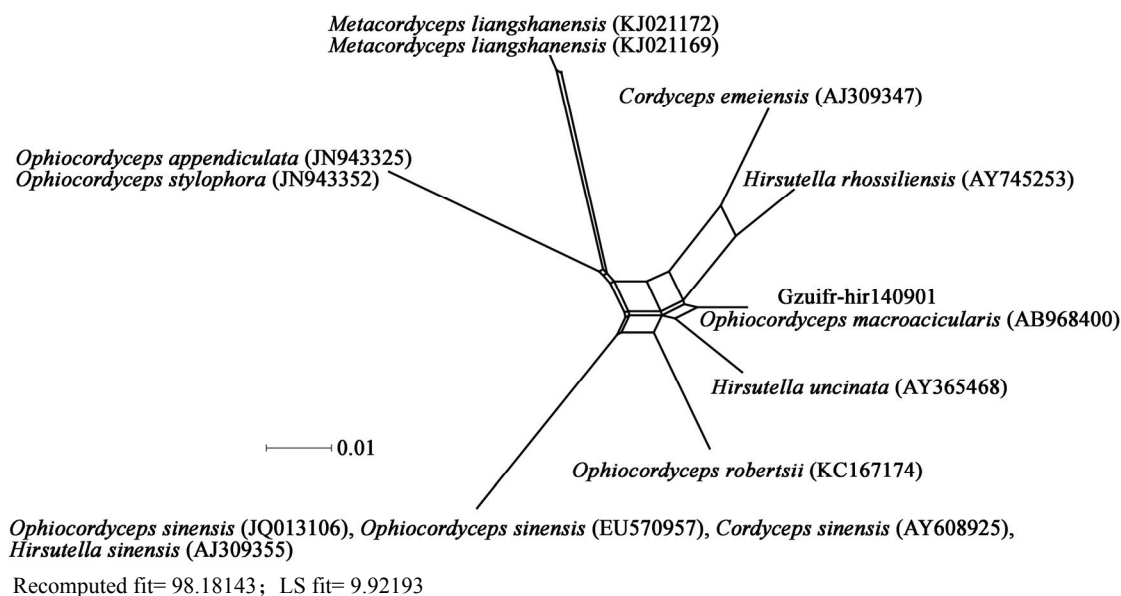 Metacordyceps liangshanensis (KJ021172)
Metacordyceps liangshanensis (KJ021169)
Cordyceps emeiensis (AJ309347)
Ophiocordyceps appendiculata (JN943325)
Ophiocordyceps stylophora (JN943352)
Hirsutella rhossiliensis (AY745253)
Gzuifr-hir140901
Ophiocordyceps macroacicularis (AB968400)
Hirsutella uncinata (AY365468)
0.01
Ophiocordyceps robertsii (KC167174)
Ophiocordyceps sinensis (JQ013106), Ophiocordyceps sinensis (EU570957), Cordyceps sinensis (AY608925),
Hirsutella sinensis (AJ309355)
Recomputed fit= 98.18143；LS fit= 9.92193